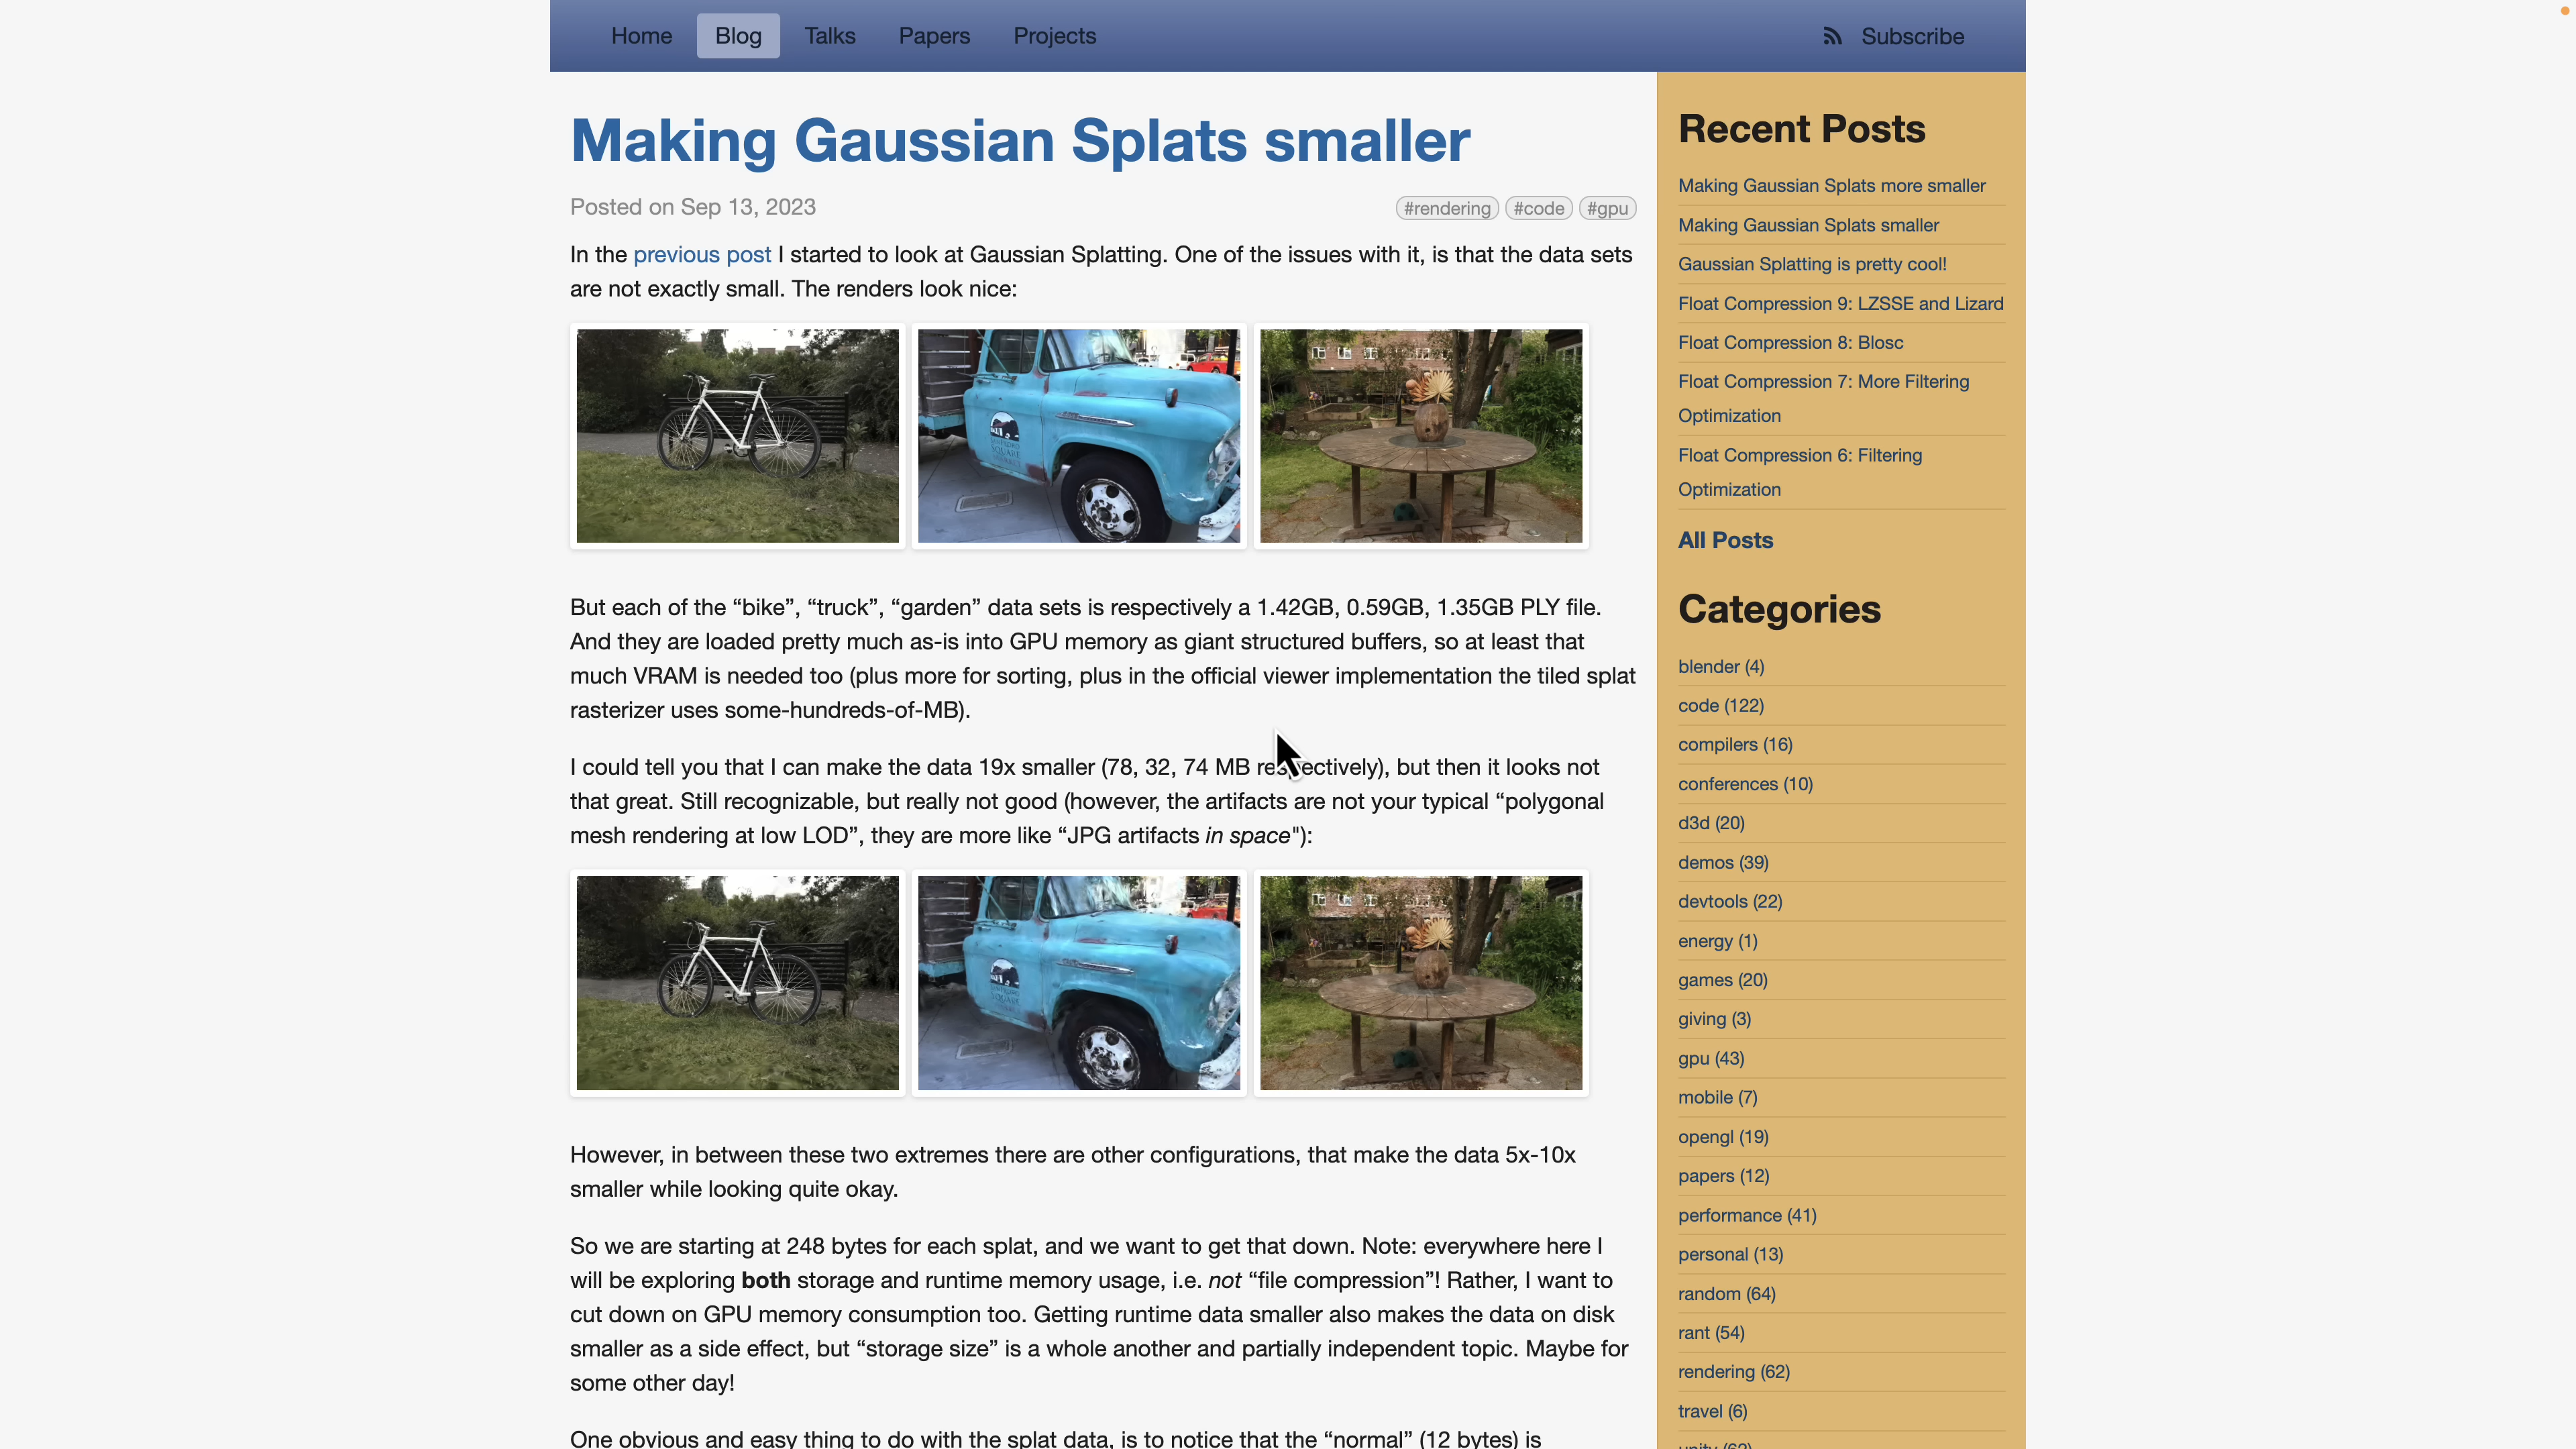 Home Blog Talks Papers Projects Subscribe
Making Gaussian Splats smaller
Posted on Sep 13, 2023 #rendering #code #gpu
In the previous post I started to look at Gaussian Splatting. One of the issues with it, is that the data sets
are not exactly small. The renders look nice:
But each of the “bike”, “truck”, “garden” data sets is respectively a 1.42GB, 0.59GB, 1.35GB PLY file.
And they are loaded pretty much as-is into GPU memory as giant structured buffers, so at least that
much VRAM is needed too (plus more for sorting, plus in the official viewer implementation the tiled splat
rasterizer uses some-hundreds-of-MB).
I could tell you that I can make the data 19x smaller (78, 32, 74 MB respectively), but then it looks not
that great. Still recognizable, but really not good (however, the artifacts are not your typical “polygonal
mesh rendering at low LOD”, they are more like “JPG artifacts in space"):
However, in between these two extremes there are other configurations, that make the data 5x-10x
smaller while looking quite okay.
So we are starting at 248 bytes for each splat, and we want to get that down. Note: everywhere here I
will be exploring both storage and runtime memory usage, i.e. not “file compression”! Rather, I want to
cut down on GPU memory consumption too. Getting runtime data smaller also makes the data on disk
smaller as a side effect, but “storage size” is a whole another and partially independent topic. Maybe for
some other day!
One obvious and easy thing to do with the splat data, is to notice that the “normal” (12 bytes) is
Recent Posts
Making Gaussian Splats more smaller
Making Gaussian Splats smaller
Gaussian Splatting is pretty cool!
Float Compression 9: LZSSE and Lizard
Float Compression 8: Blosc
Float Compression 7: More Filtering
Optimization
Float Compression 6: Filtering
Optimization
All Posts
Categories
blender (4)
code (122)
compilers (16)
conferences (10)
d3d (20)
demos (39)
devtools (22)
energy (1)
games (20)
giving (3)
gpu (43)
mobile (7)
opengl (19)
papers (12)
performance (41)
personal (13)
random (64)
rant (54)
rendering (62)
travel (6)